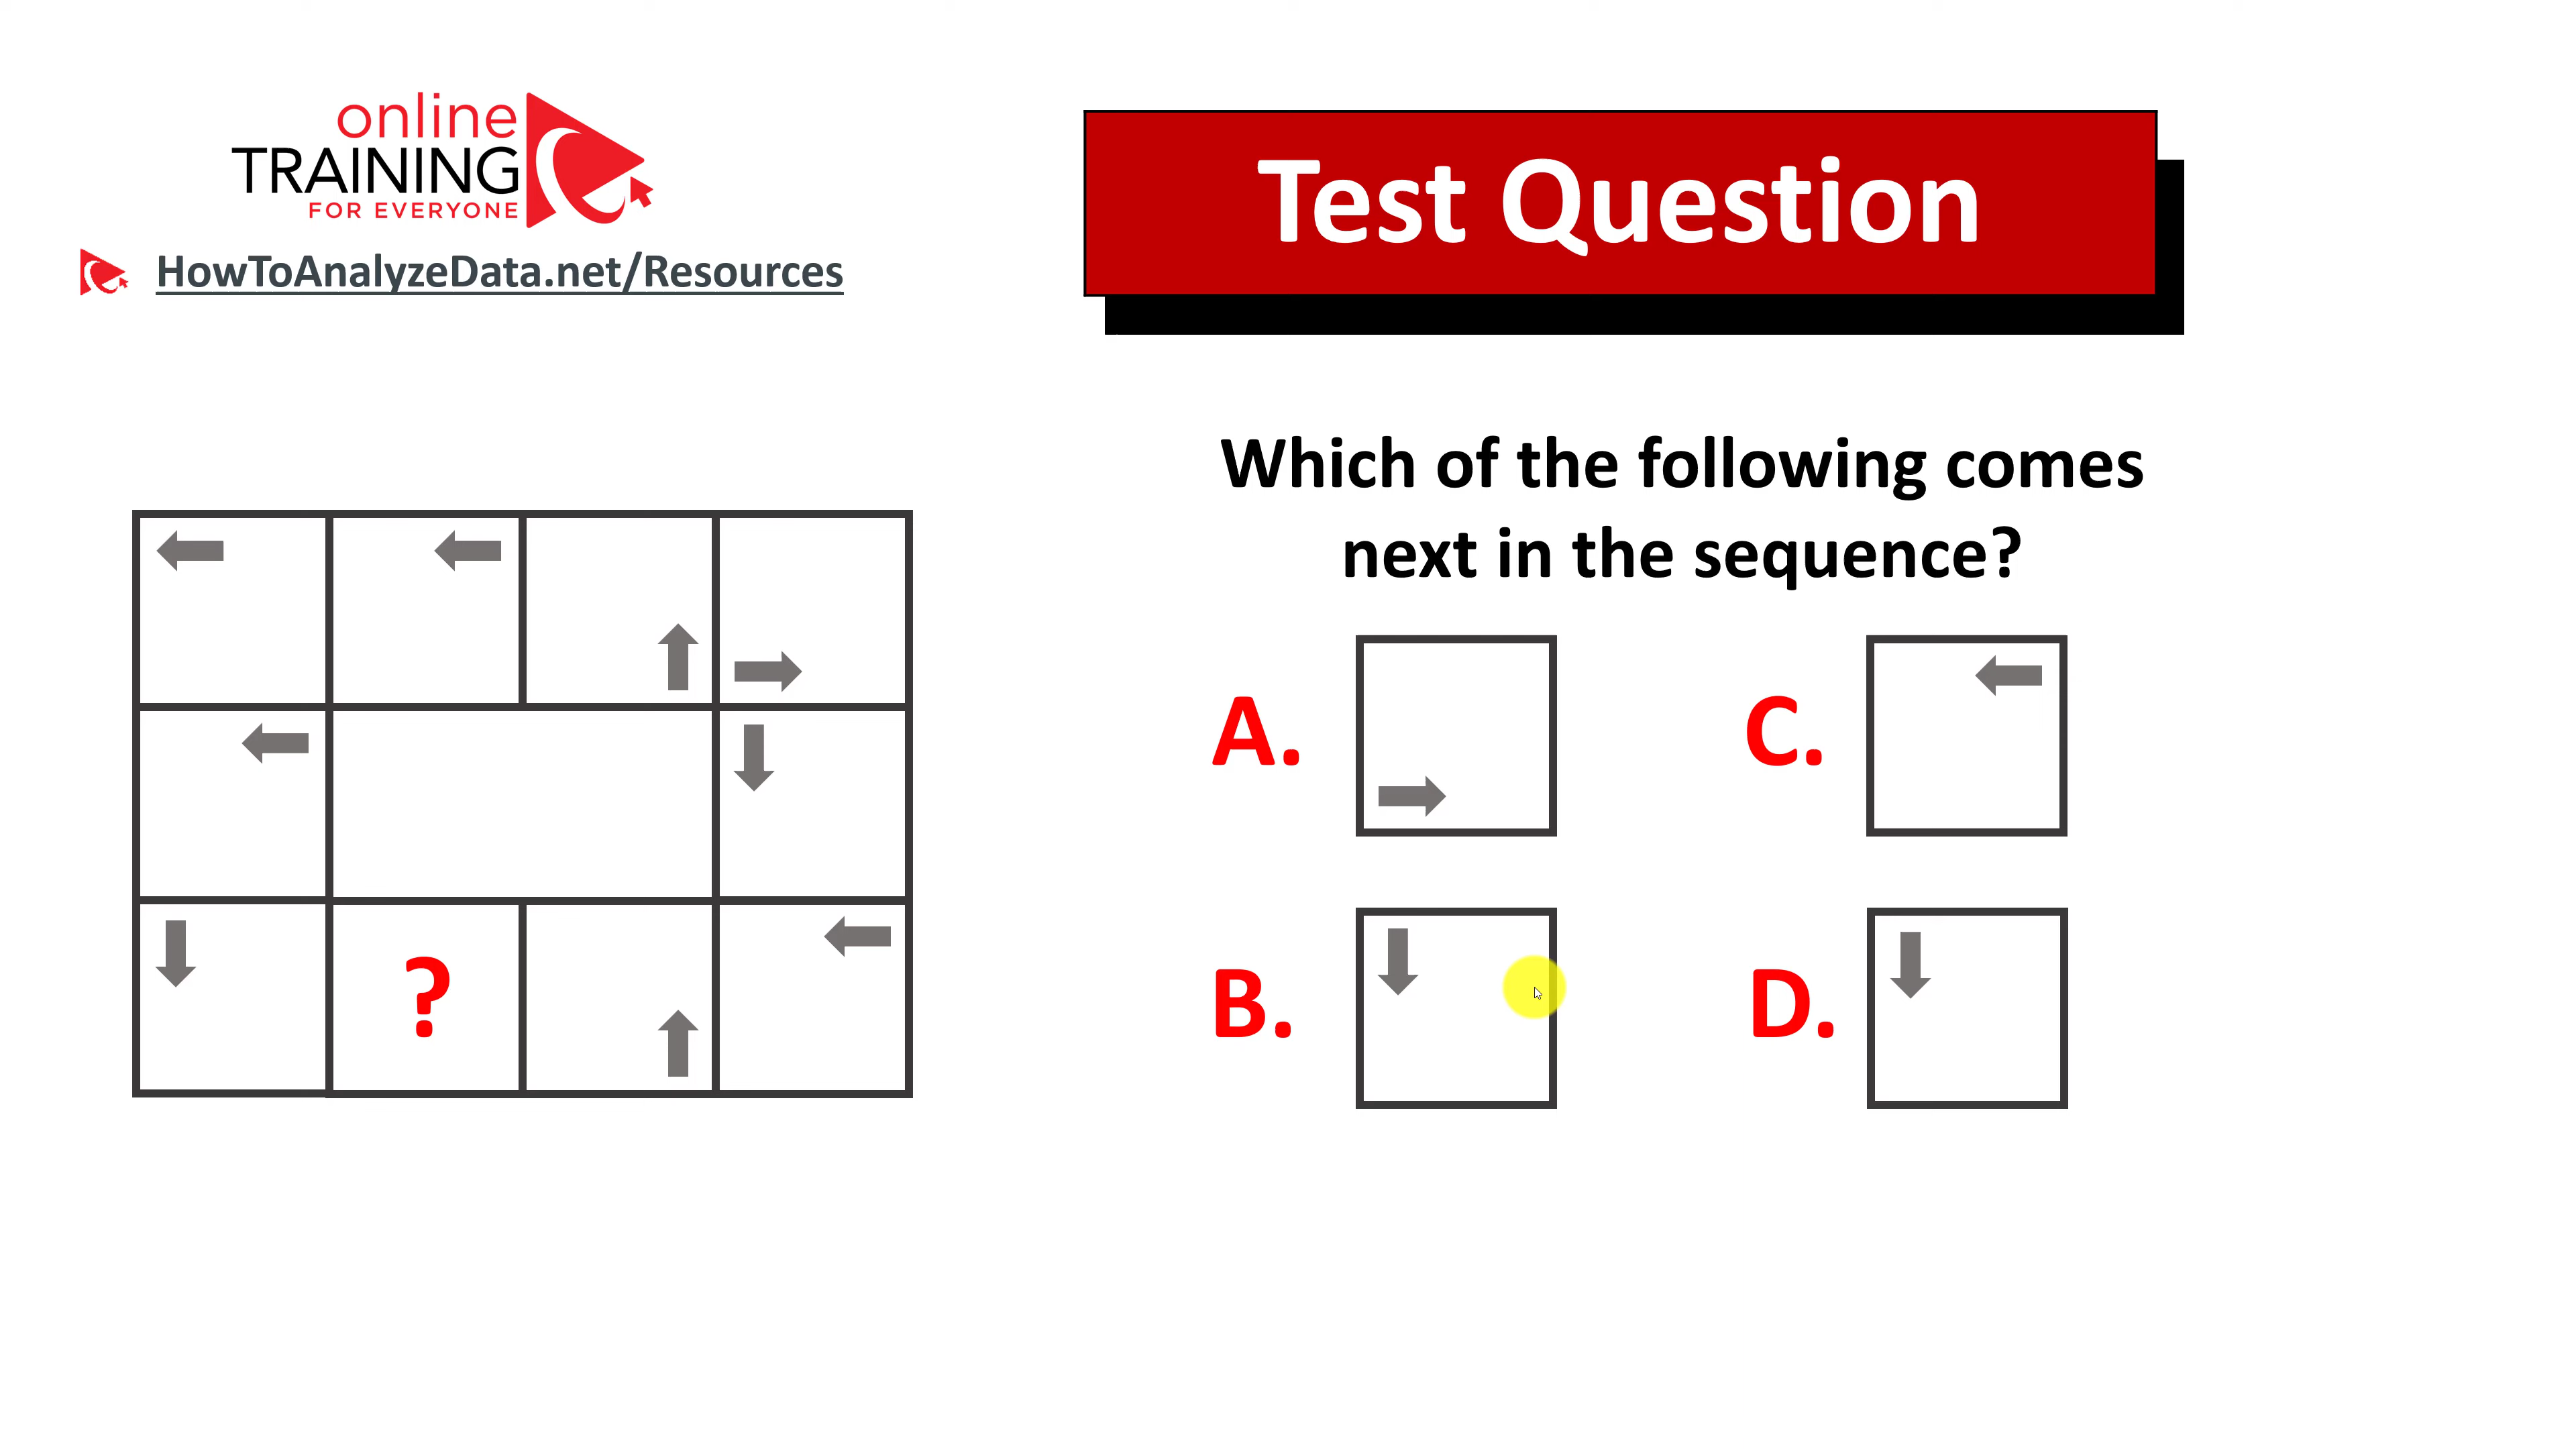 online
TRAINING
FOR EVERYONE
HowToAnalyzeData.net/Resources
Test Question
Which of the following comes
next in the sequence?
?
A.
C.
B.
D.